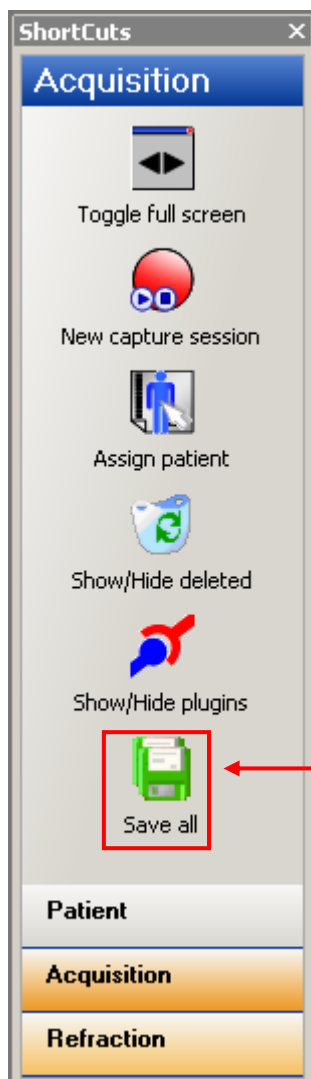 ShortCuts
Acquisition
Toggle full screen
New capture session
Assign patient
Show/Hide deleted
Show/Hide plugins
Save all
Patient
Acquisition
Refraction